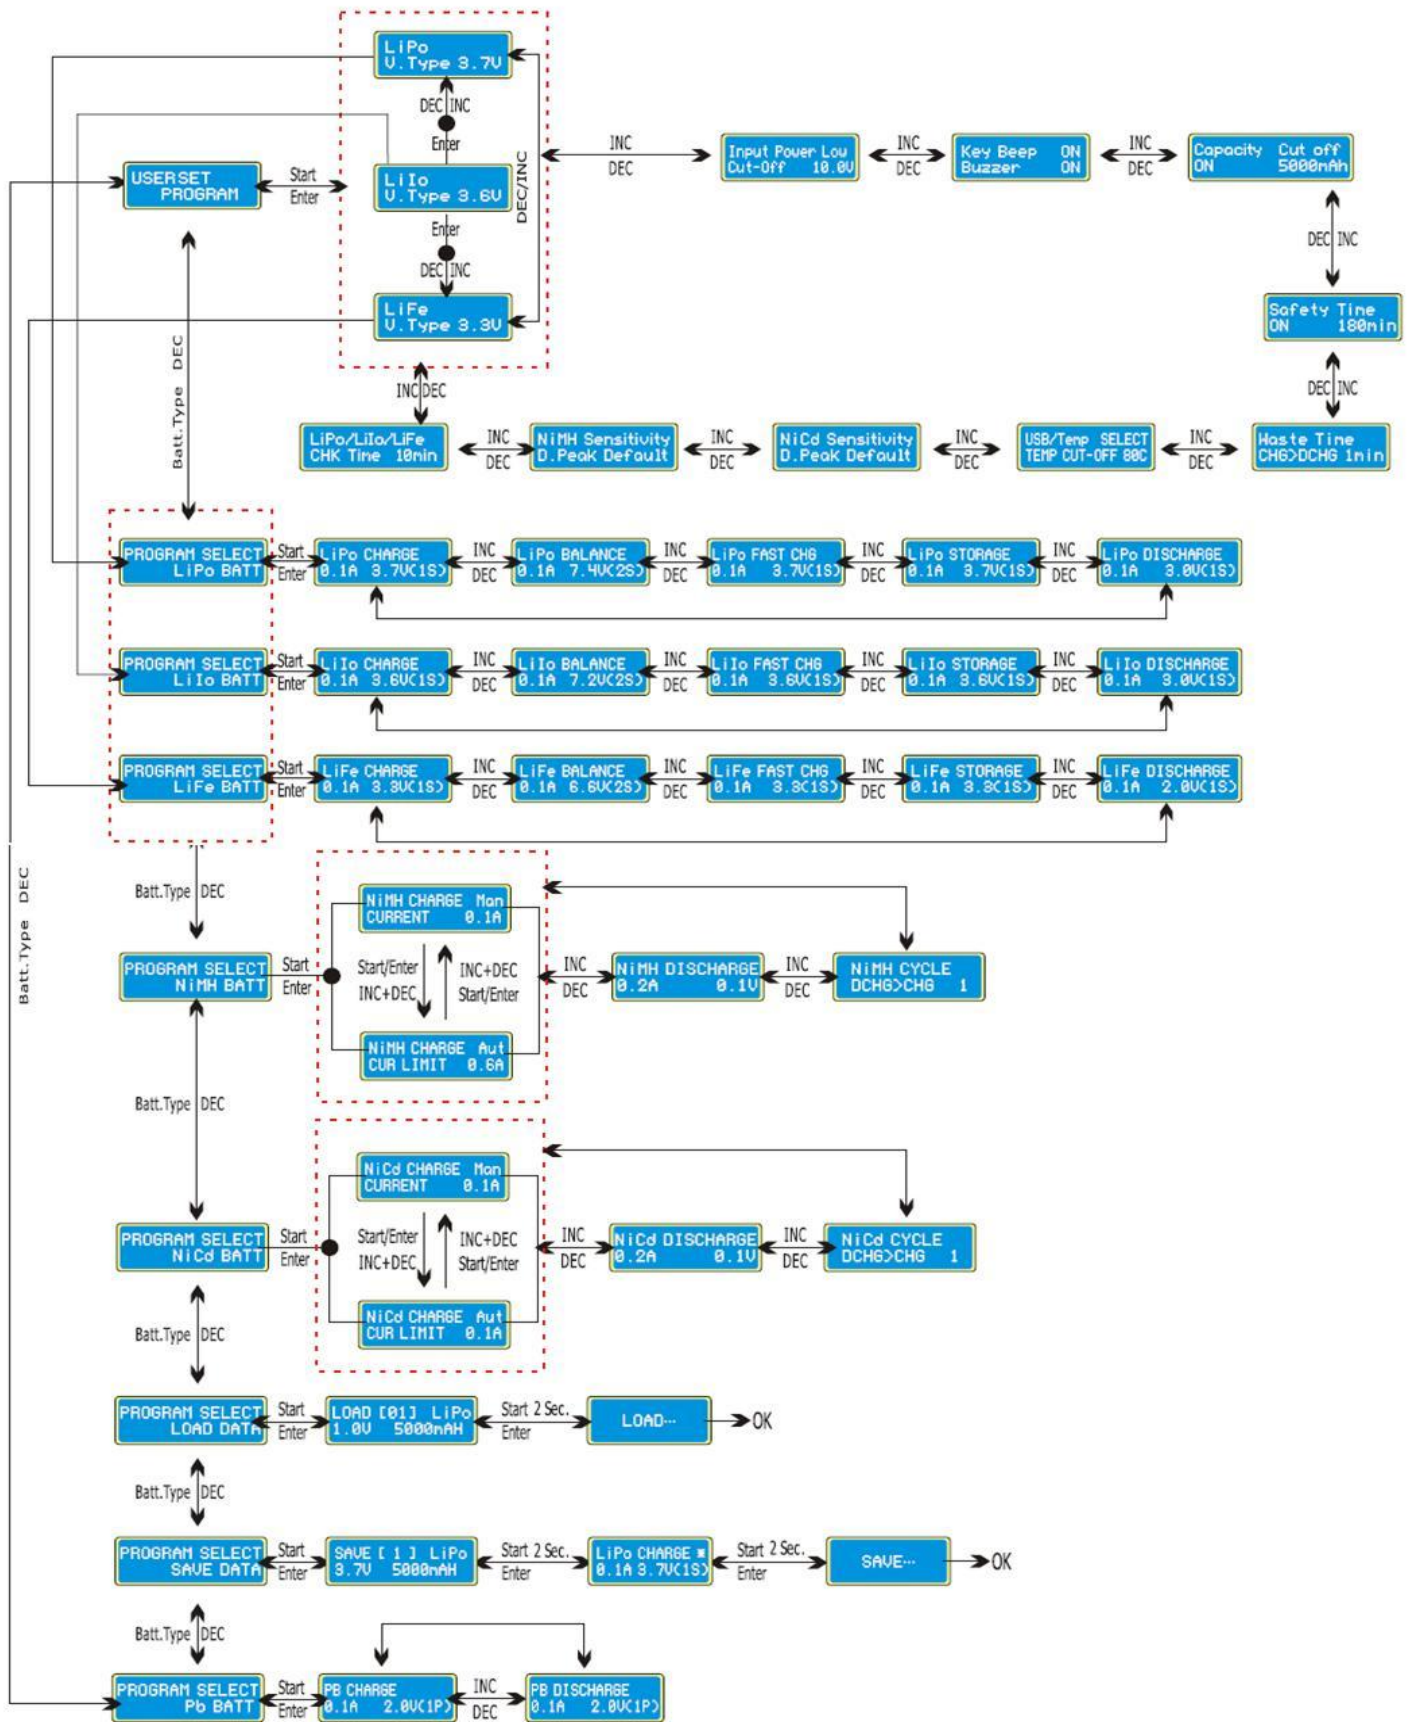 LiPo
V.Type 3.7V
DEC INC
Enter
INC
DEC
Input Power Low
Cut-Off 10.0V
INC
DEC
Key Beep ON
Buzzer ON
INC
DEC
Capacity Cut off
ON 5000mAh
USERSET
PROGRAM
Start
Enter
LiIo
V.Type 3.6V
DEC/INC
Enter
DEC INC
DEC INC
LiFe
V.Type 3.3V
Safety Time
ON 180min
Batt.Type DEC
INC DEC
DEC INC
LiPo/LiIo/LiFe
CHK Time 10min
INC
DEC
NiMH Sensitivity
D.Peak Default
INC
DEC
NiCd Sensitivity
D.Peak Default
INC
DEC
USB/Temp SELECT
TEMP CUT-OFF 80C
INC
DEC
Waste Time
CHG>DCHG 1min
PROGRAM SELECT
LiPo BATT
Start
Enter
LiPo CHARGE
0.1A 3.7V(1S)
INC
DEC
LiPo BALANCE
0.1A 7.4V(2S)
INC
DEC
LiPo FAST CHG
0.1A 3.7V(1S)
INC
DEC
LiPo STORAGE
0.1A 3.7V(1S)
INC
DEC
LiPo DISCHARGE
0.1A 3.0V(1S)
PROGRAM SELECT
LiIo BATT
Start
Enter
LiIo CHARGE
0.1A 3.6V(1S)
INC
DEC
LiIo BALANCE
0.1A 7.2V(2S)
INC
DEC
LiIo FAST CHG
0.1A 3.6V(1S)
INC
DEC
LiIo STORAGE
0.1A 3.6V(1S)
INC
DEC
LiIo DISCHARGE
0.1A 3.0V(1S)
PROGRAM SELECT
LiFe BATT
Start
Enter
LiFe CHARGE
0.1A 3.3V(1S)
INC
DEC
LiFe BALANCE
0.1A 6.6V(2S)
INC
DEC
LiFe FAST CHG
0.1A 3.3(1S)
INC
DEC
LiFe STORAGE
0.1A 3.3(1S)
INC
DEC
LiFe DISCHARGE
0.1A 2.0V(1S)
Batt.Type DEC
Batt.Type DEC
NiMH CHARGE Man
CURRENT 0.1A
PROGRAM SELECT
NiMH BATT
Start
Enter
Start/Enter
INC+DEC
INC+DEC
Start/Enter
INC
DEC
NiMH DISCHARGE
0.2A 0.1V
INC
DEC
NiMH CYCLE
DCHG>CHG 1
NiMH CHARGE Aut
CUR LIMIT 0.6A
Batt.Type DEC
NiCd CHARGE Man
CURRENT 0.1A
PROGRAM SELECT
NiCd BATT
Start
Enter
Start/Enter
INC+DEC
INC+DEC
Start/Enter
INC
DEC
NiCd DISCHARGE
0.2A 0.1V
INC
DEC
NiCd CYCLE
DCHG>CHG 1
NiCd CHARGE Aut
CUR LIMIT 0.1A
Batt.Type DEC
PROGRAM SELECT
LOAD DATA
Start
Enter
LOAD [01] LiPo
1.0V 5000mAH
Start 2 Sec.
Enter
LOAD···
OK
Batt.Type DEC
PROGRAM SELECT
SAVE DATA
Start
Enter
SAVE [ 1 ] LiPo
3.7V 5000mAH
Start 2 Sec.
Enter
LiPo CHARGE *
0.1A 3.7V(1S)
Start 2 Sec.
Enter
SAVE···
OK
Batt.Type DEC
PROGRAM SELECT
Pb BATT
Start
Enter
PB CHARGE
0.1A 2.0V(1P)
INC
DEC
PB DISCHARGE
0.1A 2.0V(1P)